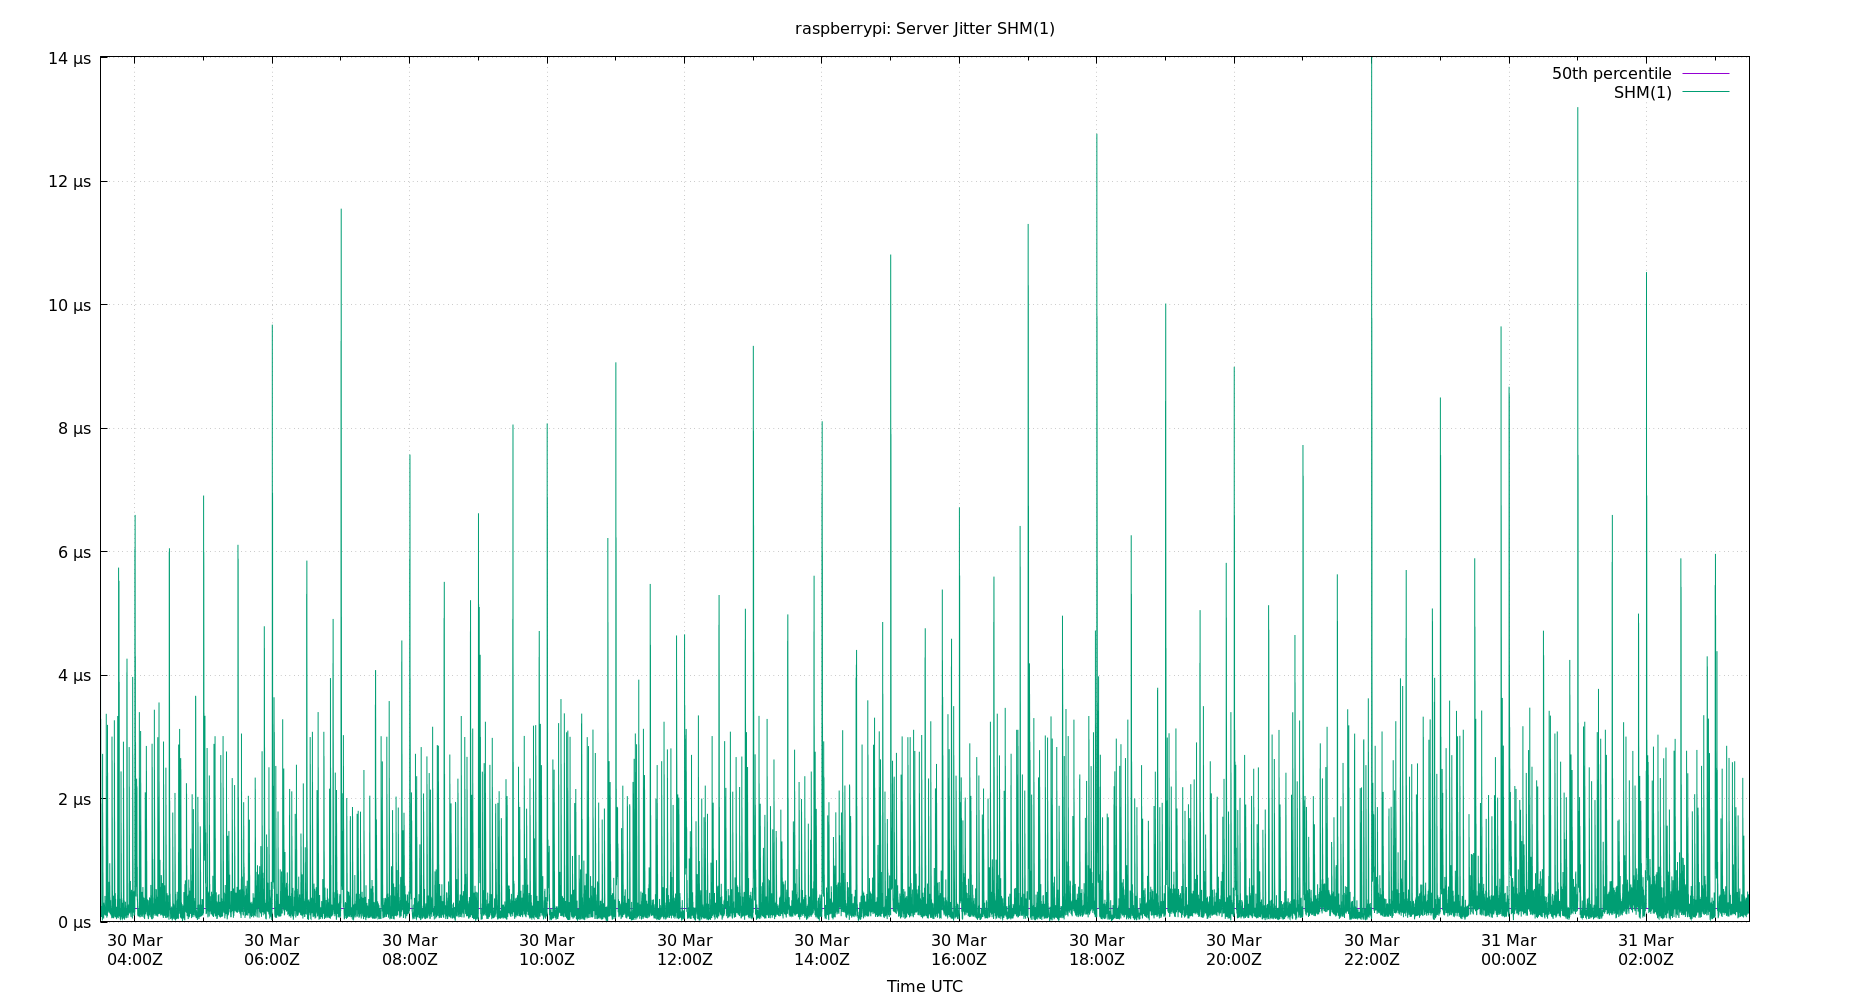 raspberrypi: Server Jitter SHM(1)
50th percentile
SHM(1)
14 µs
12 µs
10 µs
8 µs
6 µs
4 µs
2 µs
0 µs
30 Mar 04:00Z
30 Mar 06:00Z
30 Mar 08:00Z
30 Mar 10:00Z
30 Mar 12:00Z
30 Mar 14:00Z
30 Mar 16:00Z
30 Mar 18:00Z
30 Mar 20:00Z
30 Mar 22:00Z
31 Mar 00:00Z
31 Mar 02:00Z
Time UTC